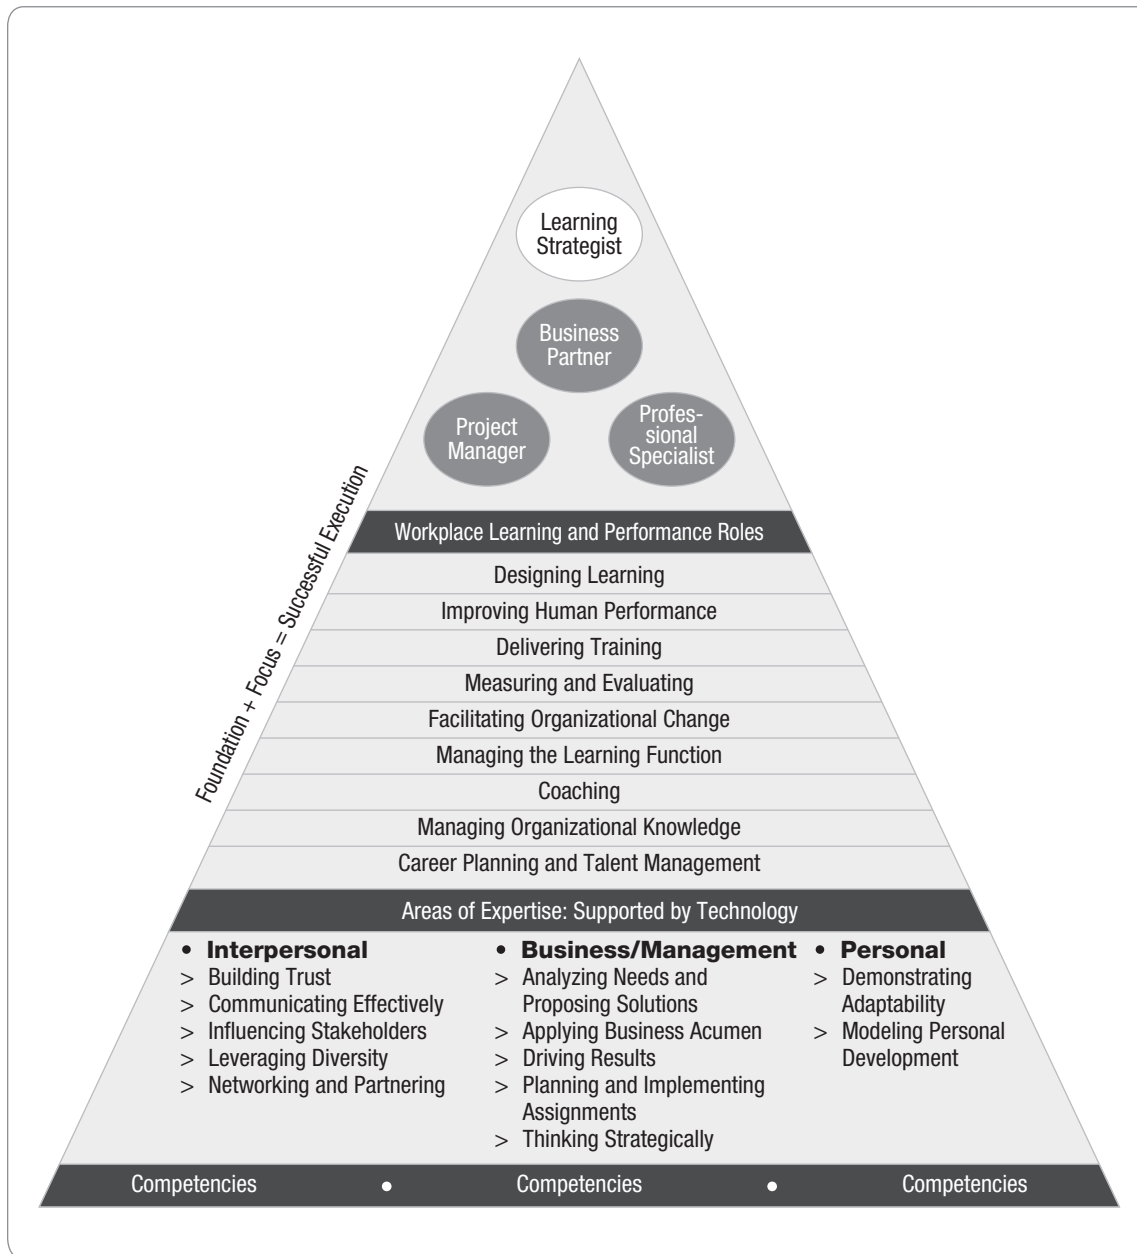 Learning
Strategist
Business
Partner
Project
Manager
Profes-
sional
Specialist
Foundation + Focus = Successful Execution
Workplace Learning and Performance Roles
Designing Learning
Improving Human Performance
Delivering Training
Measuring and Evaluating
Facilitating Organizational Change
Managing the Learning Function
Coaching
Managing Organizational Knowledge
Career Planning and Talent Management
Areas of Expertise: Supported by Technology
• Interpersonal
> Building Trust
> Communicating Effectively
> Influencing Stakeholders
> Leveraging Diversity
> Networking and Partnering
• Business/Management
> Analyzing Needs and
Proposing Solutions
> Applying Business Acumen
> Driving Results
> Planning and Implementing
Assignments
> Thinking Strategically
• Personal
> Demonstrating
Adaptability
> Modeling Personal
Development
Competencies • Competencies • Competencies